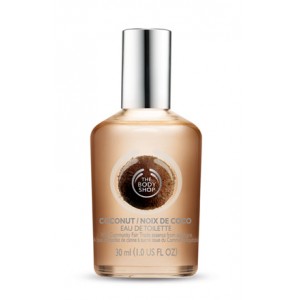 THE
BODY
SHOP
COCONUT / NOIX DE COCO
EAU DE TOILETTE
30 ml (1.0 US FL OZ)